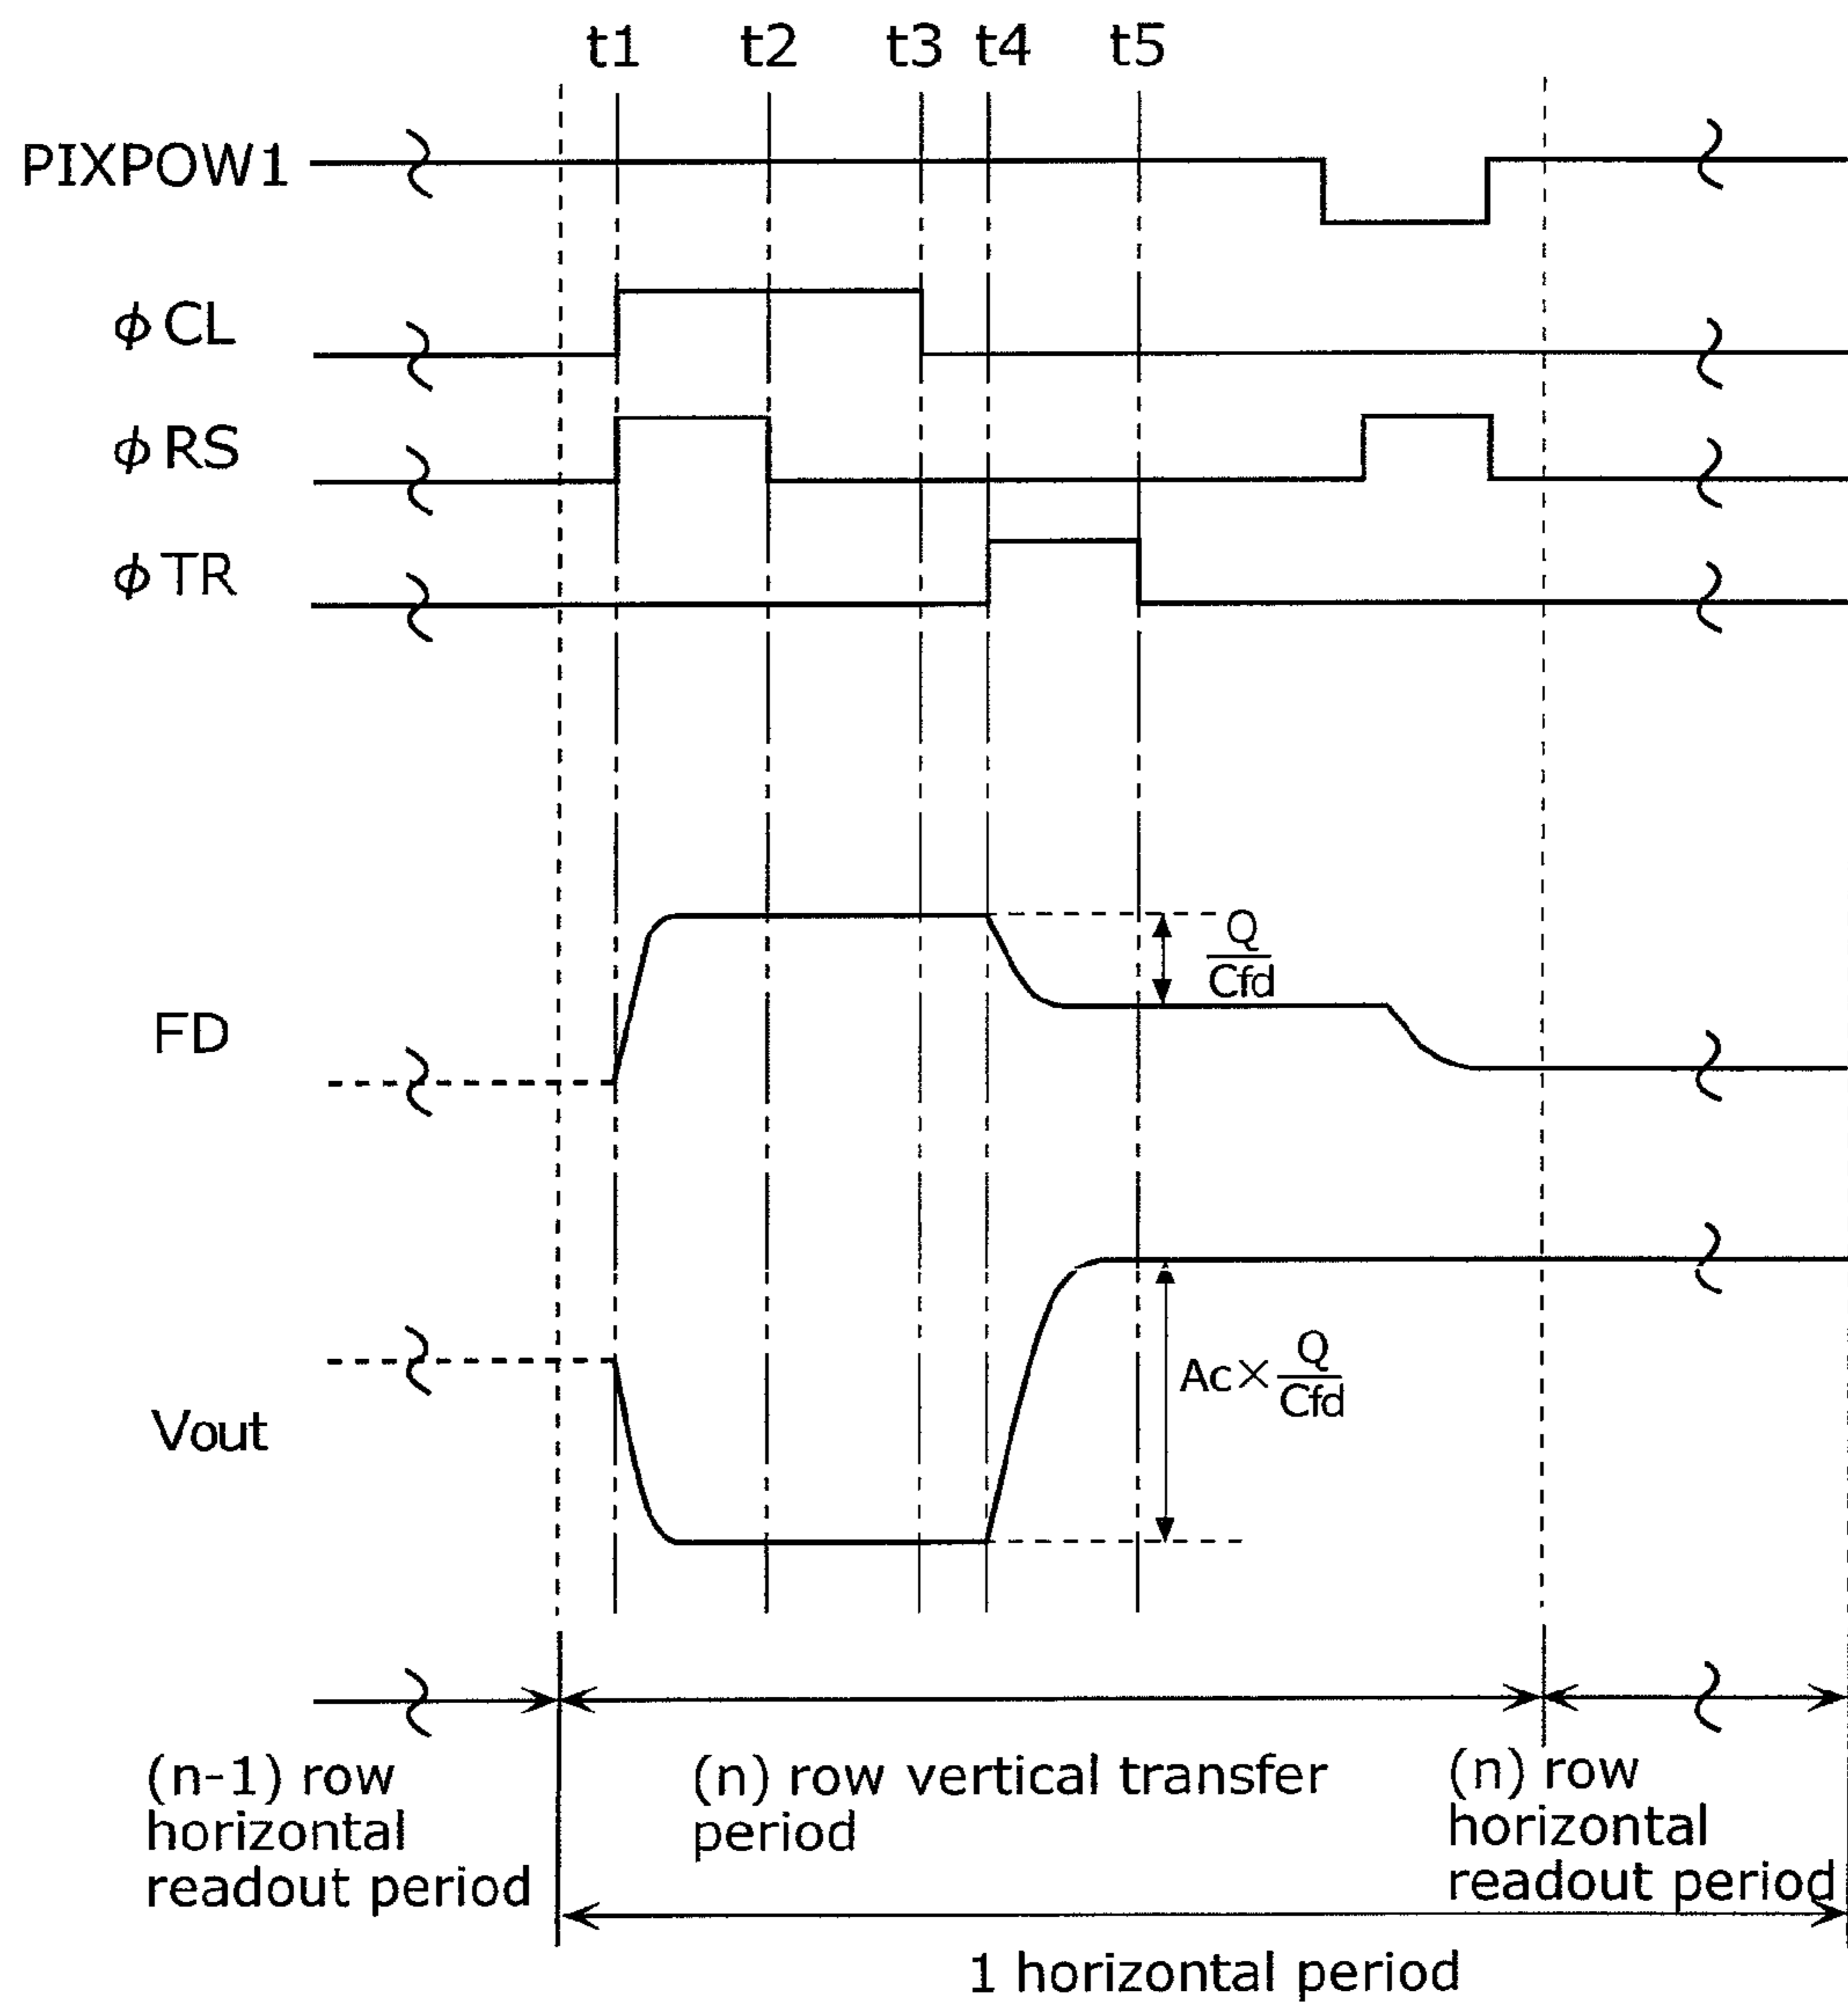 t1 t2 t3 t4 t5
PIXPOW1
ϕCL
ϕRS
ϕTR
Q
Cfd
FD
Ac×
Q
Cfd
Vout
(n-1) row
horizontal
readout period
(n) row vertical transfer
period
(n) row
horizontal
readout period
1 horizontal period